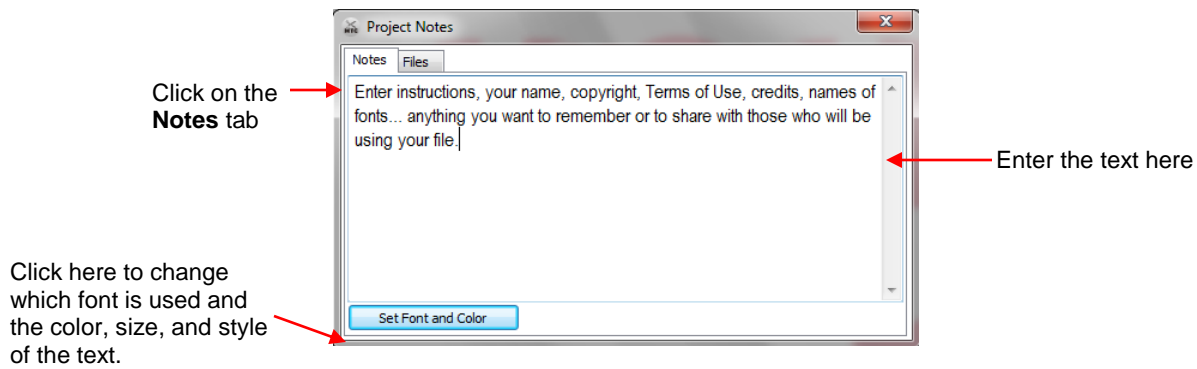 Project Notes
Notes Files
Click on the
Notes tab
Enter instructions, your name, copyright, Terms of Use, credits, names of
fonts... anything you want to remember or to share with those who will be
using your file.
Enter the text here
Click here to change
which font is used and
the color, size, and style
of the text.
Set Font and Color